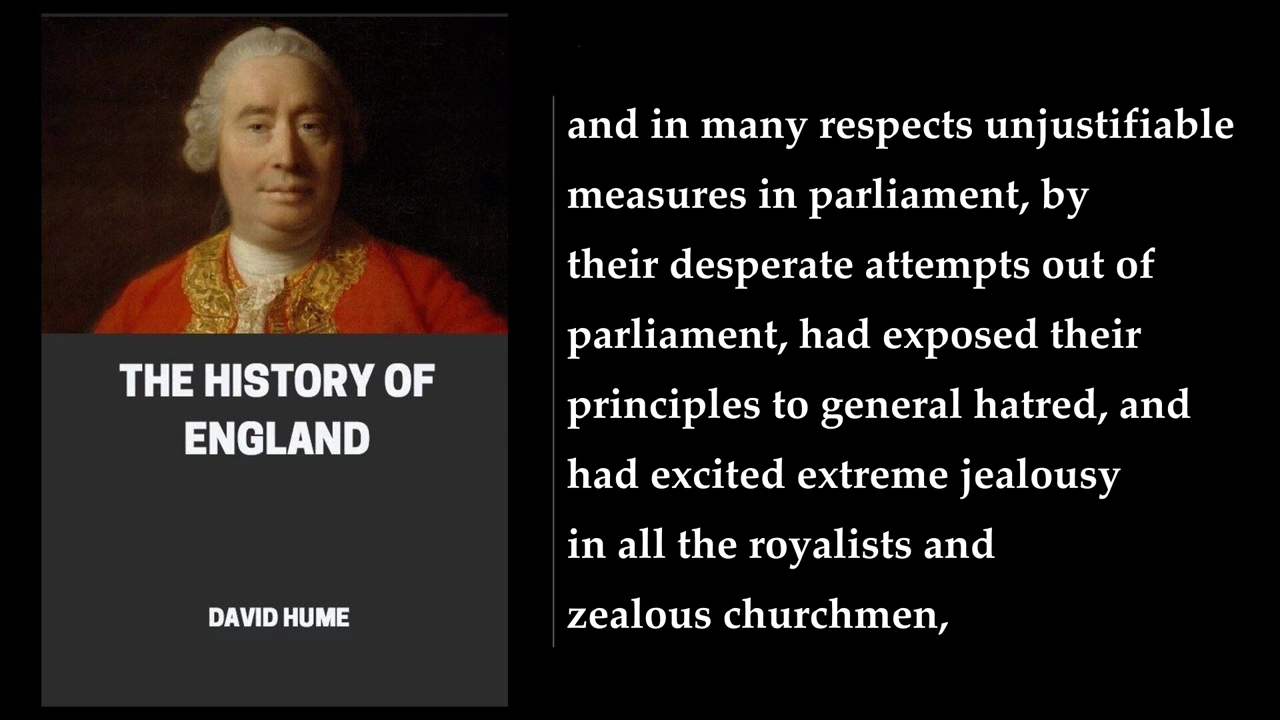 THE HISTORY OF
ENGLAND
DAVID HUME
and in many respects unjustifiable
measures in parliament, by
their desperate attempts out of
parliament, had exposed their
principles to general hatred, and
had excited extreme jealousy
in all the royalists and
zealous churchmen,